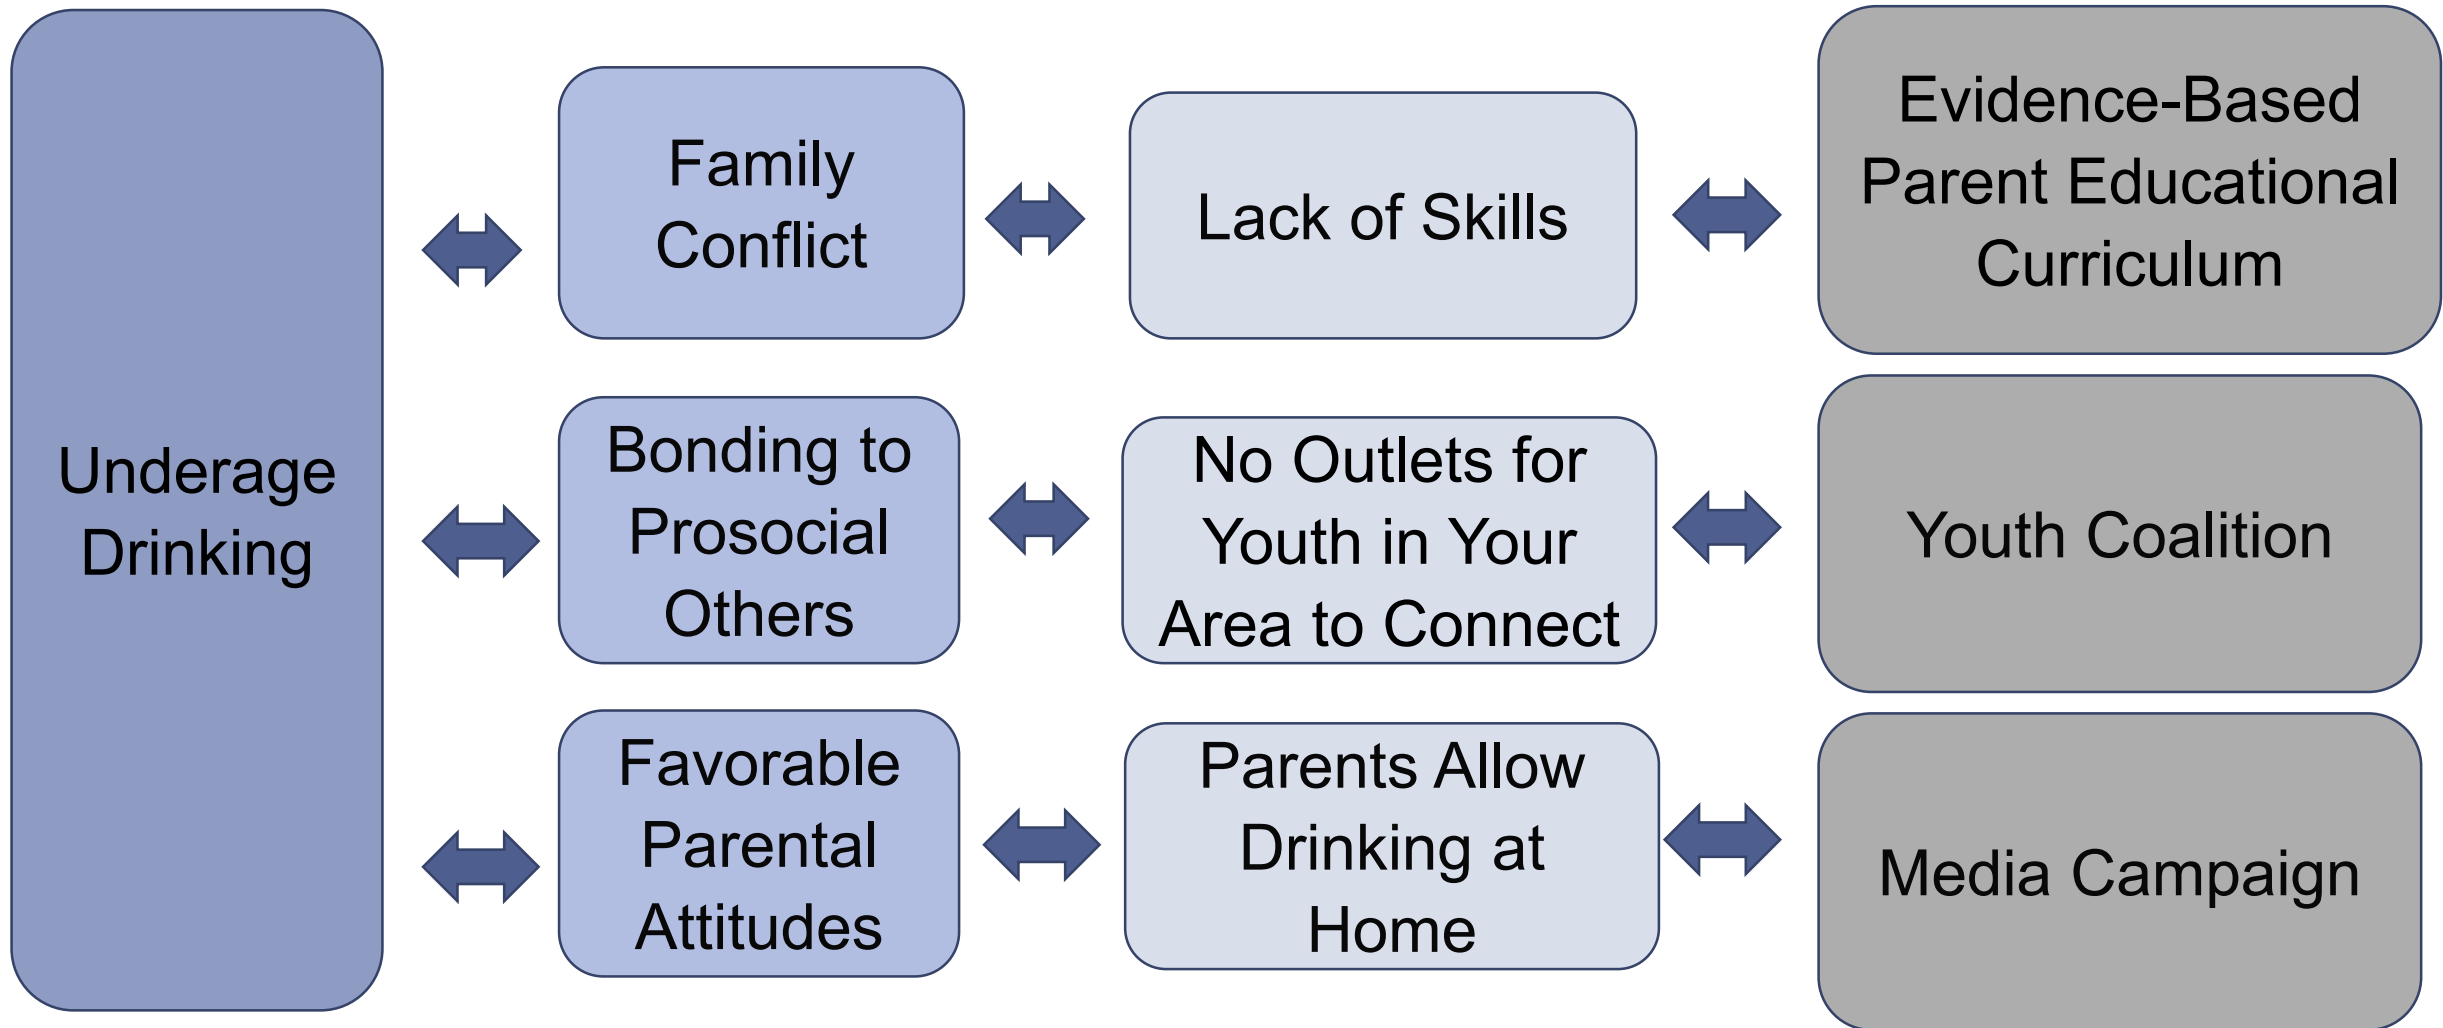 Underage
Drinking
Family
Conflict
Lack of Skills
Evidence-Based
Parent Educational
Curriculum
Bonding to
Prosocial
Others
No Outlets for
Youth in Your
Area to Connect
Youth Coalition
Favorable
Parental
Attitudes
Parents Allow
Drinking at
Home
Media Campaign